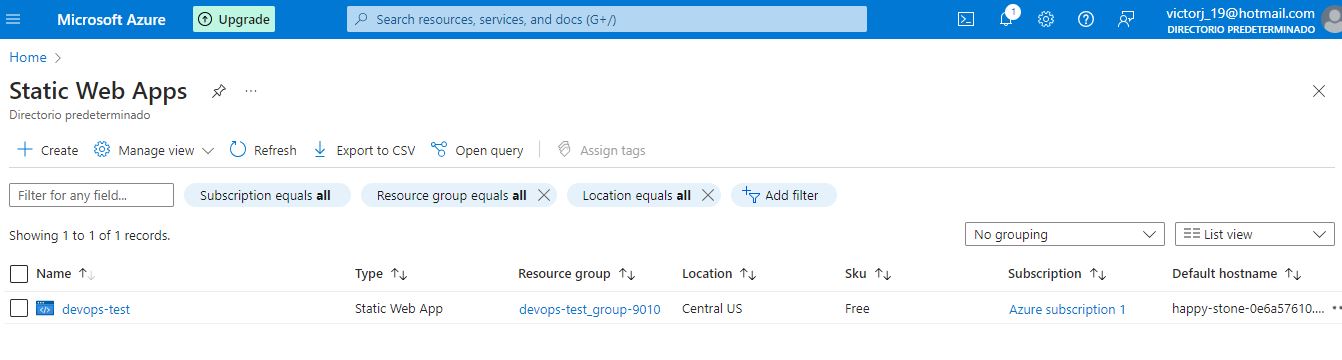 Microsoft Azure Upgrade Search resources, services, and docs (G+/) 1 victorj_19@hotmail.com
DIRECTORIO PREDETERMINADO
Home >
Static Web Apps ...
Directorio predeterminado
Create Manage view Refresh Export to CSV Open query Assign tags
Filter for any field... Subscription equals all Resource group equals all Location equals all Add filter
Showing 1 to 1 of 1 records. No grouping List view
Name Type Resource group Location Sku Subscription Default hostname
devops-test Static Web App devops-test_group-9010 Central US Free Azure subscription 1 happy-stone-0e6a57610....